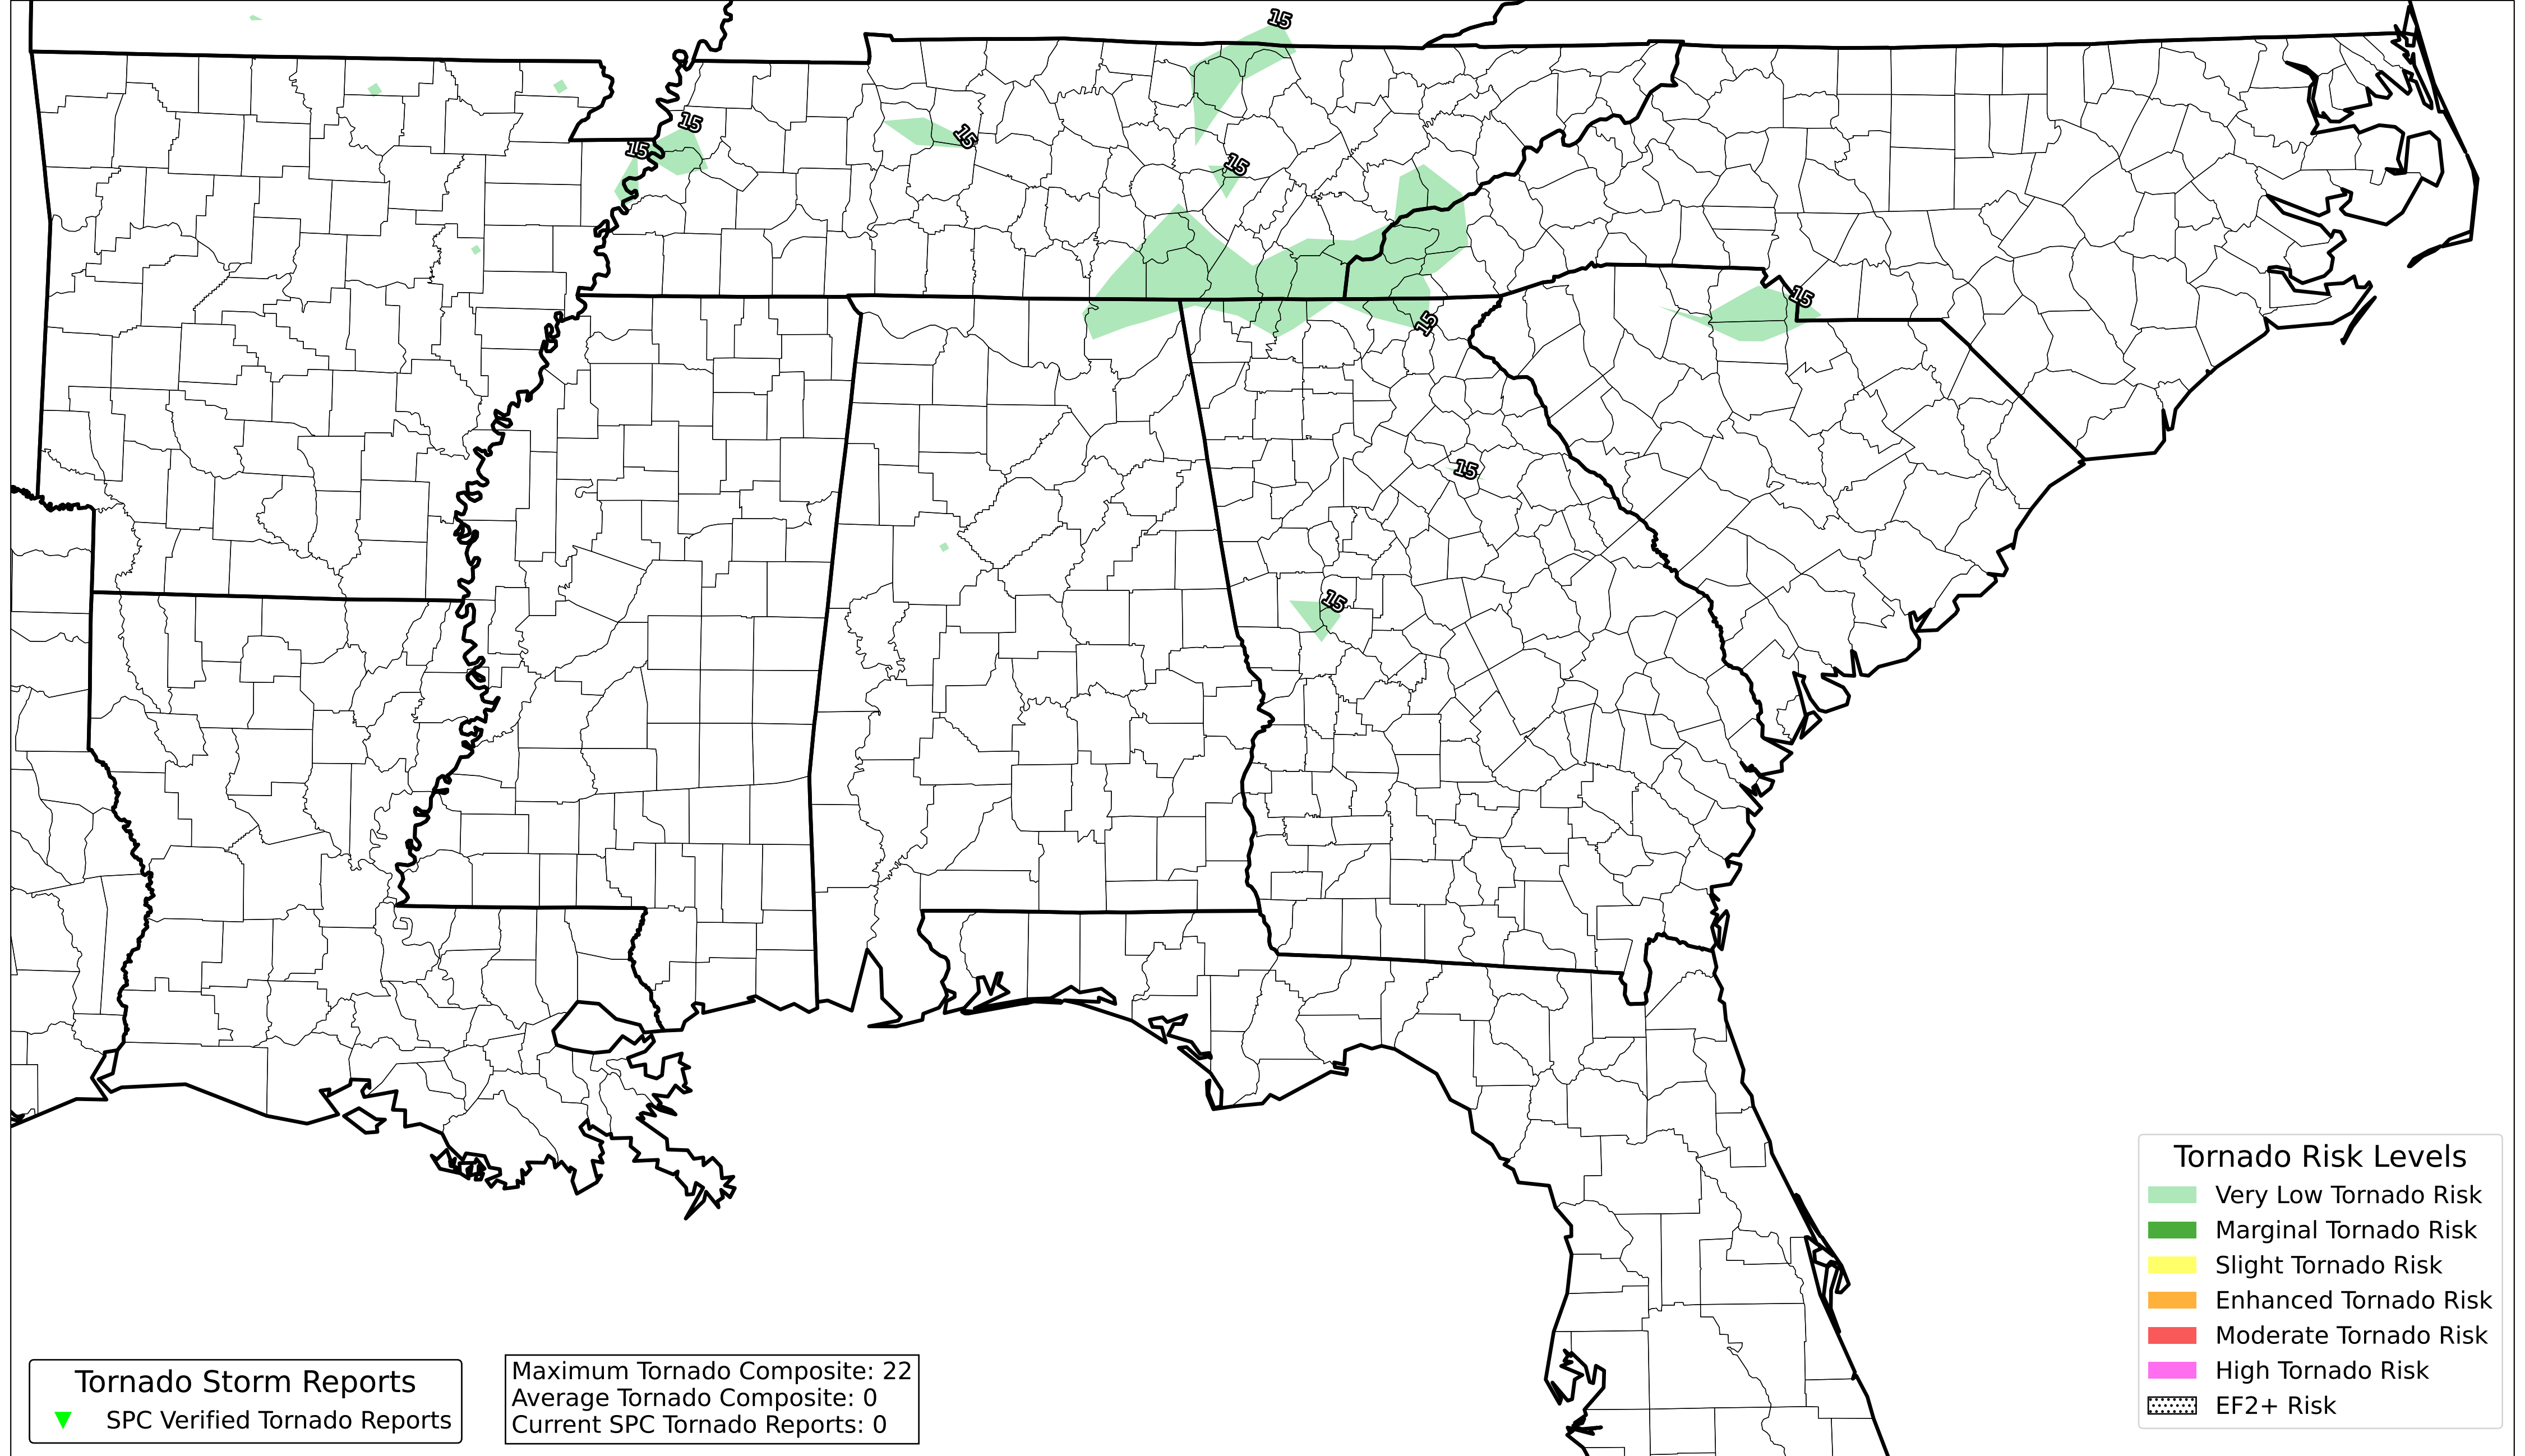 15
15
15
15
15
15
15
15
15
Tornado Risk Levels
Very Low Tornado Risk
Marginal Tornado Risk
Slight Tornado Risk
Enhanced Tornado Risk
Moderate Tornado Risk
High Tornado Risk
EF2+ Risk
Tornado Storm Reports
SPC Verified Tornado Reports
Maximum Tornado Composite: 22
Average Tornado Composite: 0
Current SPC Tornado Reports: 0